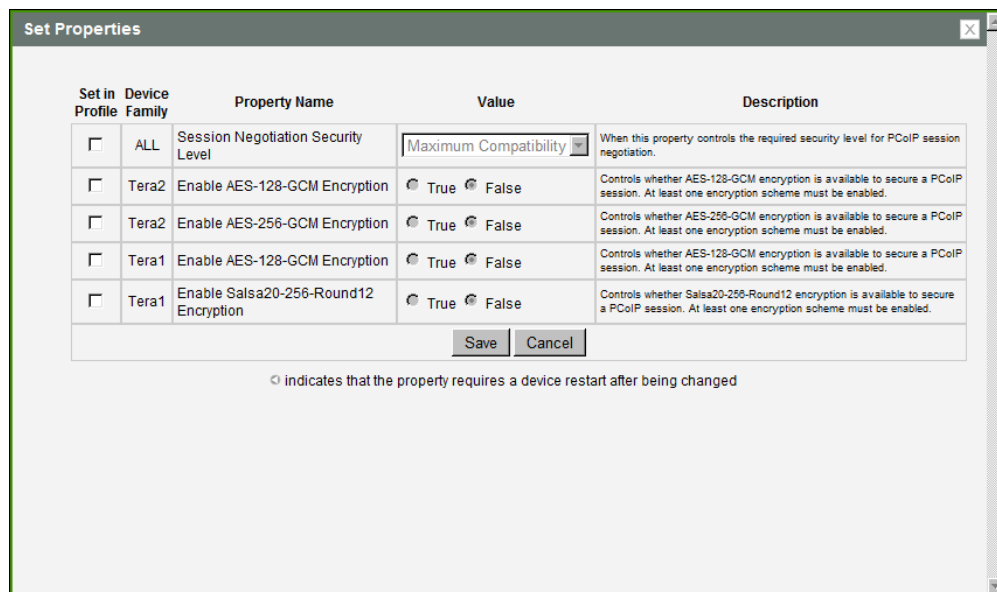 Set Properties
X
Set in Profile
Device Family
Property Name
Value
Description
ALL
Session Negotiation Security
Level
Maximum Compatibility
When this property controls the required security level for PCoIP session
negotiation.
Tera2
Enable AES-128-GCM Encryption
True
False
Controls whether AES-128-GCM encryption is available to secure a PCoIP
session. At least one encryption scheme must be enabled.
Tera2
Enable AES-256-GCM Encryption
True
False
Controls whether AES-256-GCM encryption is available to secure a PCoIP
session. At least one encryption scheme must be enabled.
Tera1
Enable AES-128-GCM Encryption
True
False
Controls whether AES-128-GCM encryption is available to secure a PCoIP
session. At least one encryption scheme must be enabled.
Tera1
Enable Salsa20-256-Round12
Encryption
True
False
Controls whether Salsa20-256-Round12 encryption is available to secure
a PCoIP session. At least one encryption scheme must be enabled.
Save
Cancel
indicates that the property requires a device restart after being changed